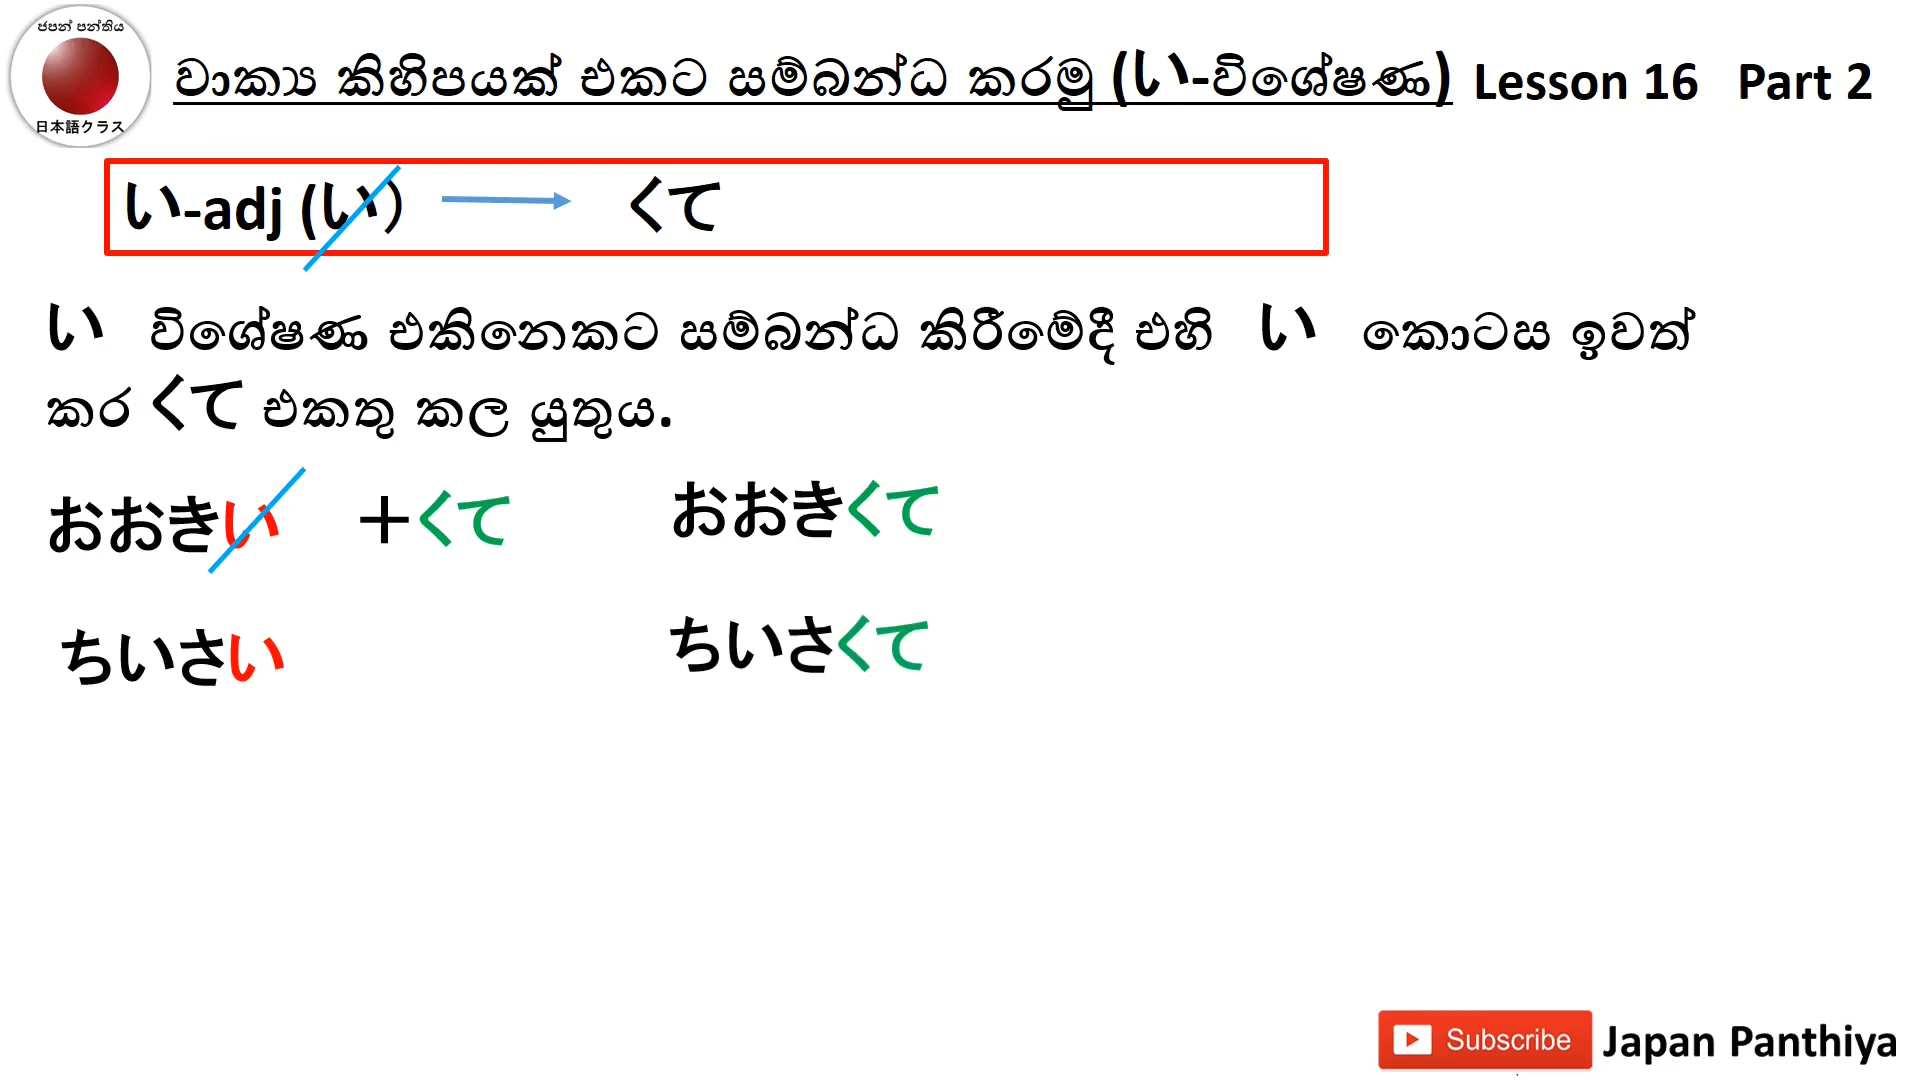 ජපන් පන්තිය
日本語クラス
වාක්‍ය කිහිපයක් එකට සම්බන්ධ කරමු (い-විශේෂණ) Lesson 16 Part 2
い-adj (い) くて
い විශේෂණ එකිනෙකට සම්බන්ධ කිරීමේදී එහි い කොටස ඉවත්
කර くて එකතු කල යුතුය.
おおきい +くて おおきくて
ちいさい ちいさくて
Subscribe Japan Panthiya